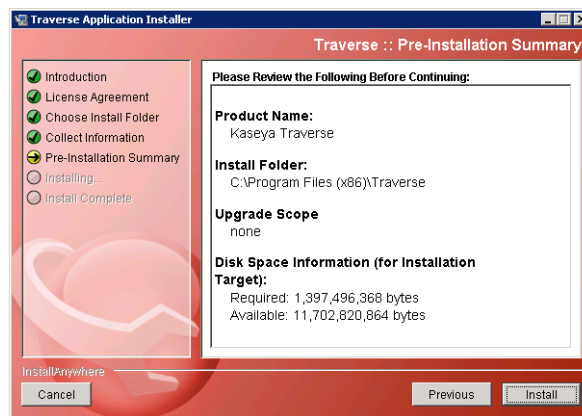 Traverse Application Installer
Traverse :: Pre-Installation Summary
Introduction
License Agreement
Choose Install Folder
Collect Information
Pre-Installation Summary
Installing...
Install Complete
Please Review the Following Before Continuing:
Product Name:
Kaseya Traverse
Install Folder:
C:\Program Files (x86)\Traverse
Upgrade Scope
none
Disk Space Information (for Installation
Target):
Required: 1,397,496,368 bytes
Available: 11,702,820,864 bytes
InstallAnywhere
Cancel
Previous
Install